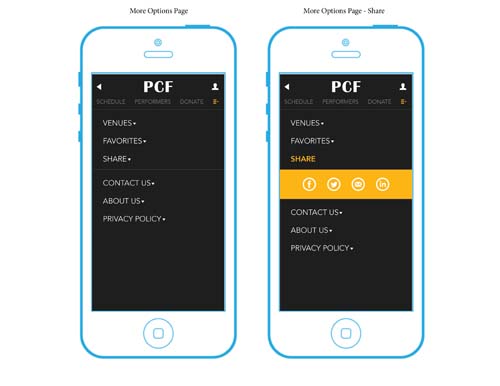 More Options Page
PCF
SCHEDULE PERFORMERS DONATE
VENUES
FAVORITES
SHARE
CONTACT US
ABOUT US
PRIVACY POLICY
More Options Page - Share
PCF
SCHEDULE PERFORMERS DONATE
VENUES
FAVORITES
SHARE
f in
CONTACT US
ABOUT US
PRIVACY POLICY